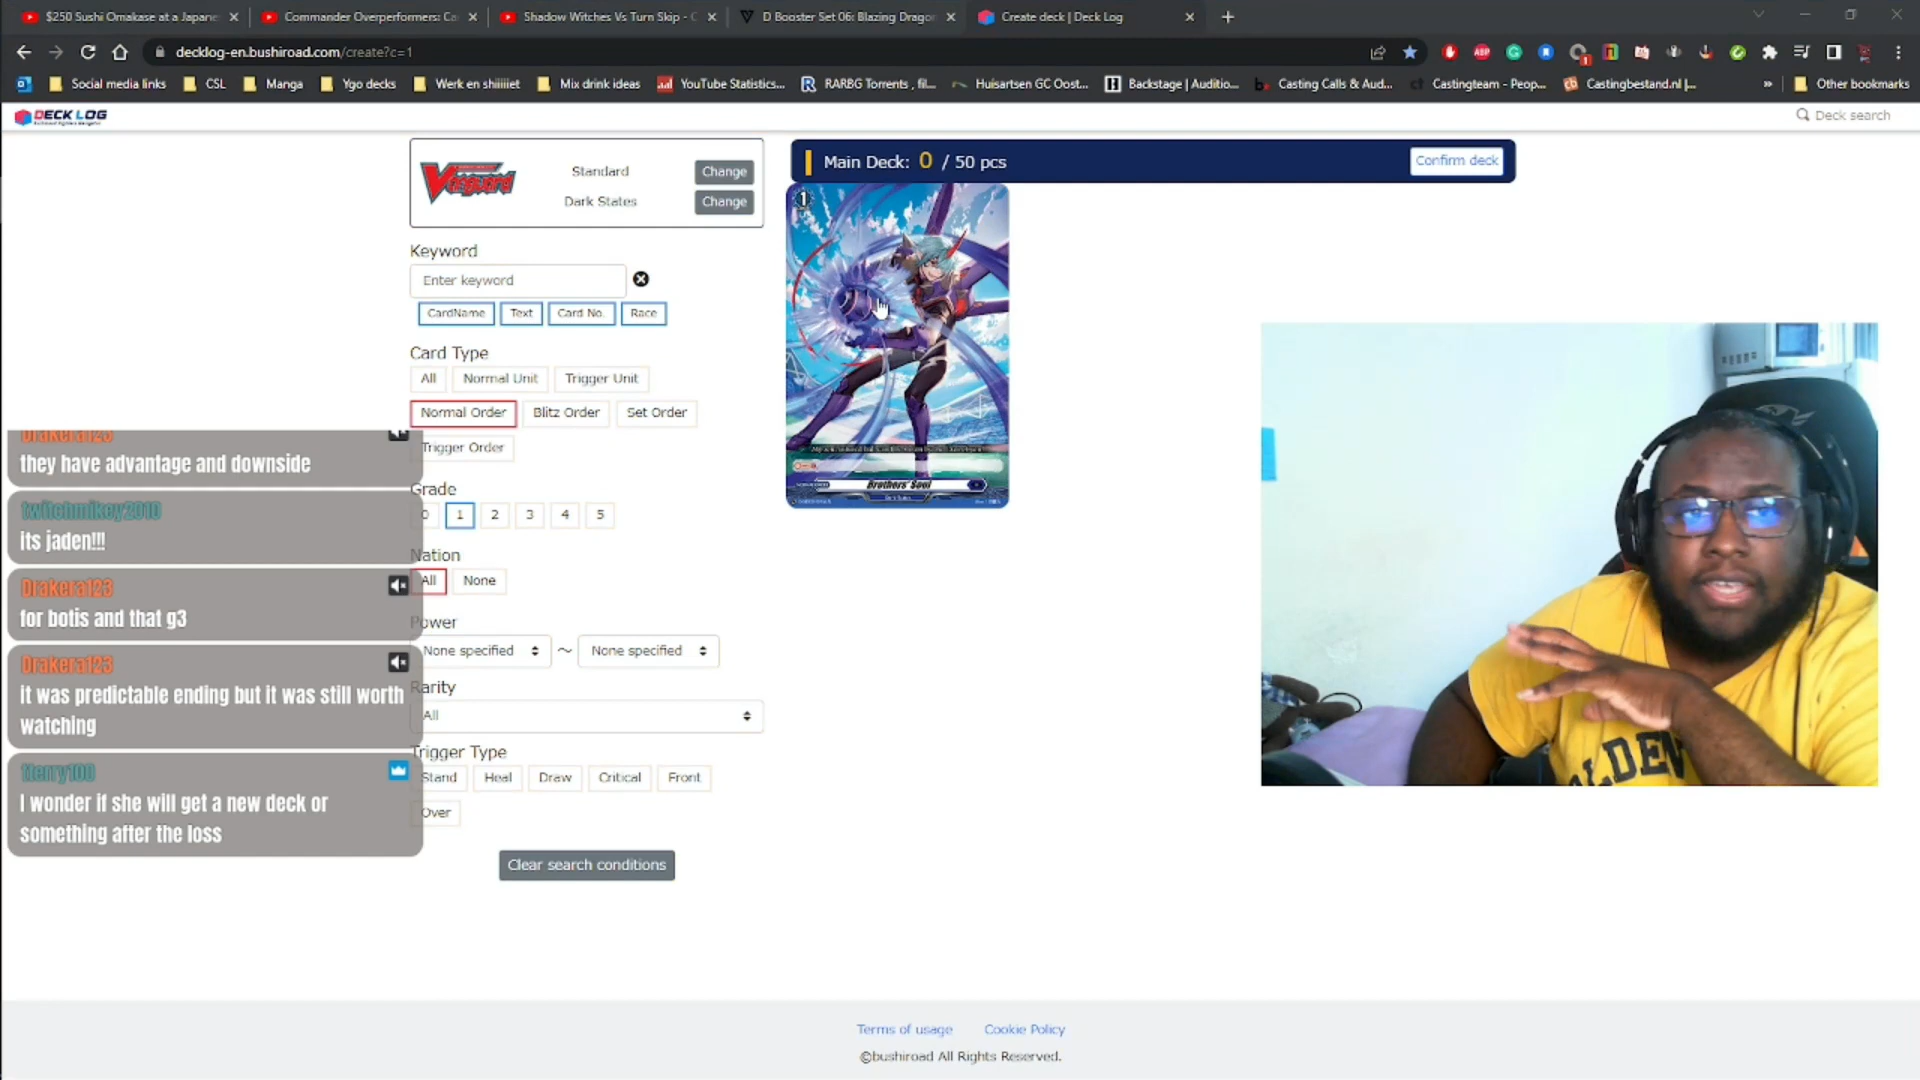 $250 Sushi Omakase at a Japane
Commander Overperformers: Ca
Shadow Witches Vs Turn Skip - C
D Booster Set 06: Blazing Dragon
Create deck | Deck Log
decklog-en.bushiroad.com/create?c=1
Social media links
CSL
Manga
Ygo decks
Werk en shiiiiet
Mix drink ideas
YouTube Statistics...
RARBG Torrents , fil...
Huisartsen GC Oost...
Backstage | Auditio...
Casting Calls & Aud...
Castingteam - Peop...
Castingbestand.nl |...
»
Other bookmarks
DECK LOG
Deck search
Vanguard
Standard
Change
Dark States
Change
Main Deck: 0 / 50 pcs
Confirm deck
1
Brothers' Soul
Keyword
Enter keyword
CardName
Text
Card No.
Race
Card Type
All
Normal Unit
Trigger Unit
Normal Order
Blitz Order
Set Order
Trigger Order
Grade
0
1
2
3
4
5
Nation
All
None
Power
None specified
~
None specified
Rarity
All
Trigger Type
Stand
Heal
Draw
Critical
Front
Over
Clear search conditions
Drakera123
they have advantage and downside
twitchmikey2010
its jaden!!!
Drakera123
for botis and that g3
Drakera123
it was predictable ending but it was still worth
watching
tterry100
I wonder if she will get a new deck or
something after the loss
Terms of usage
Cookie Policy
©bushiroad All Rights Reserved.